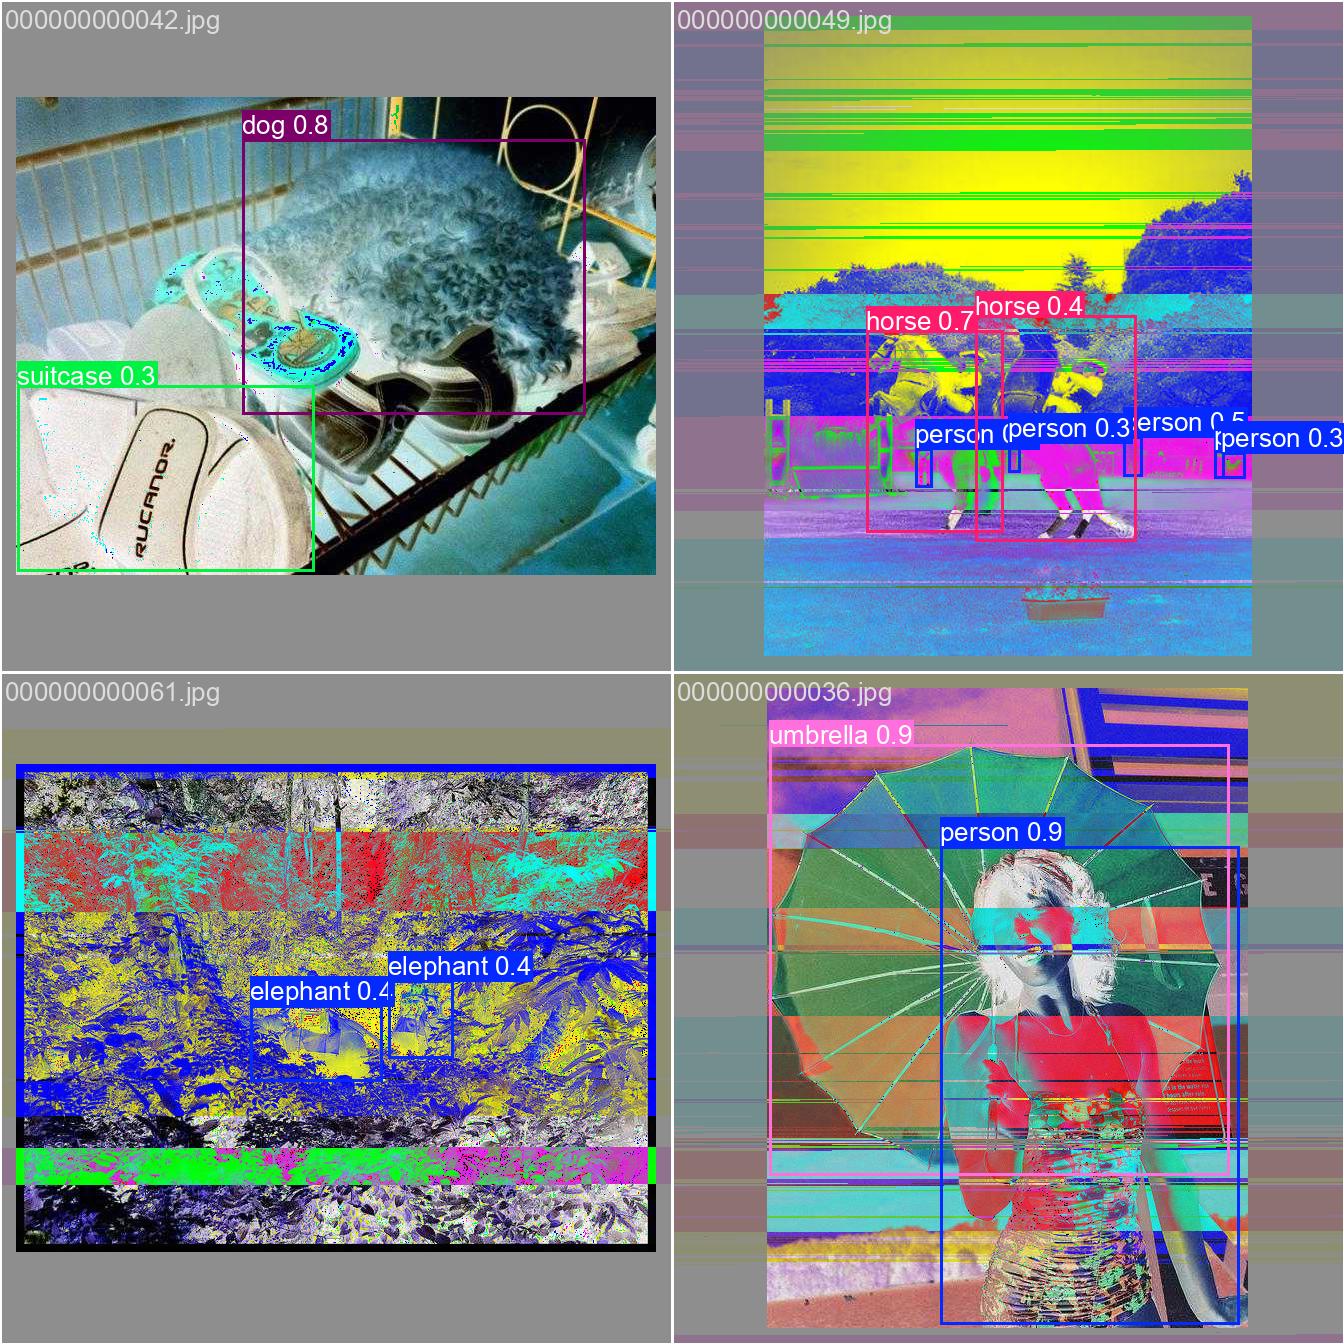 000000000042.jpg
dog 0.8
suitcase 0.3
RUCANOR.
000000000049.jpg
horse 0.7
horse 0.4
person
person 0.3
erson 0.5
person 0.3
000000000061.jpg
elephant 0.4
elephant 0.4
000000000036.jpg
umbrella 0.9
person 0.9
E G